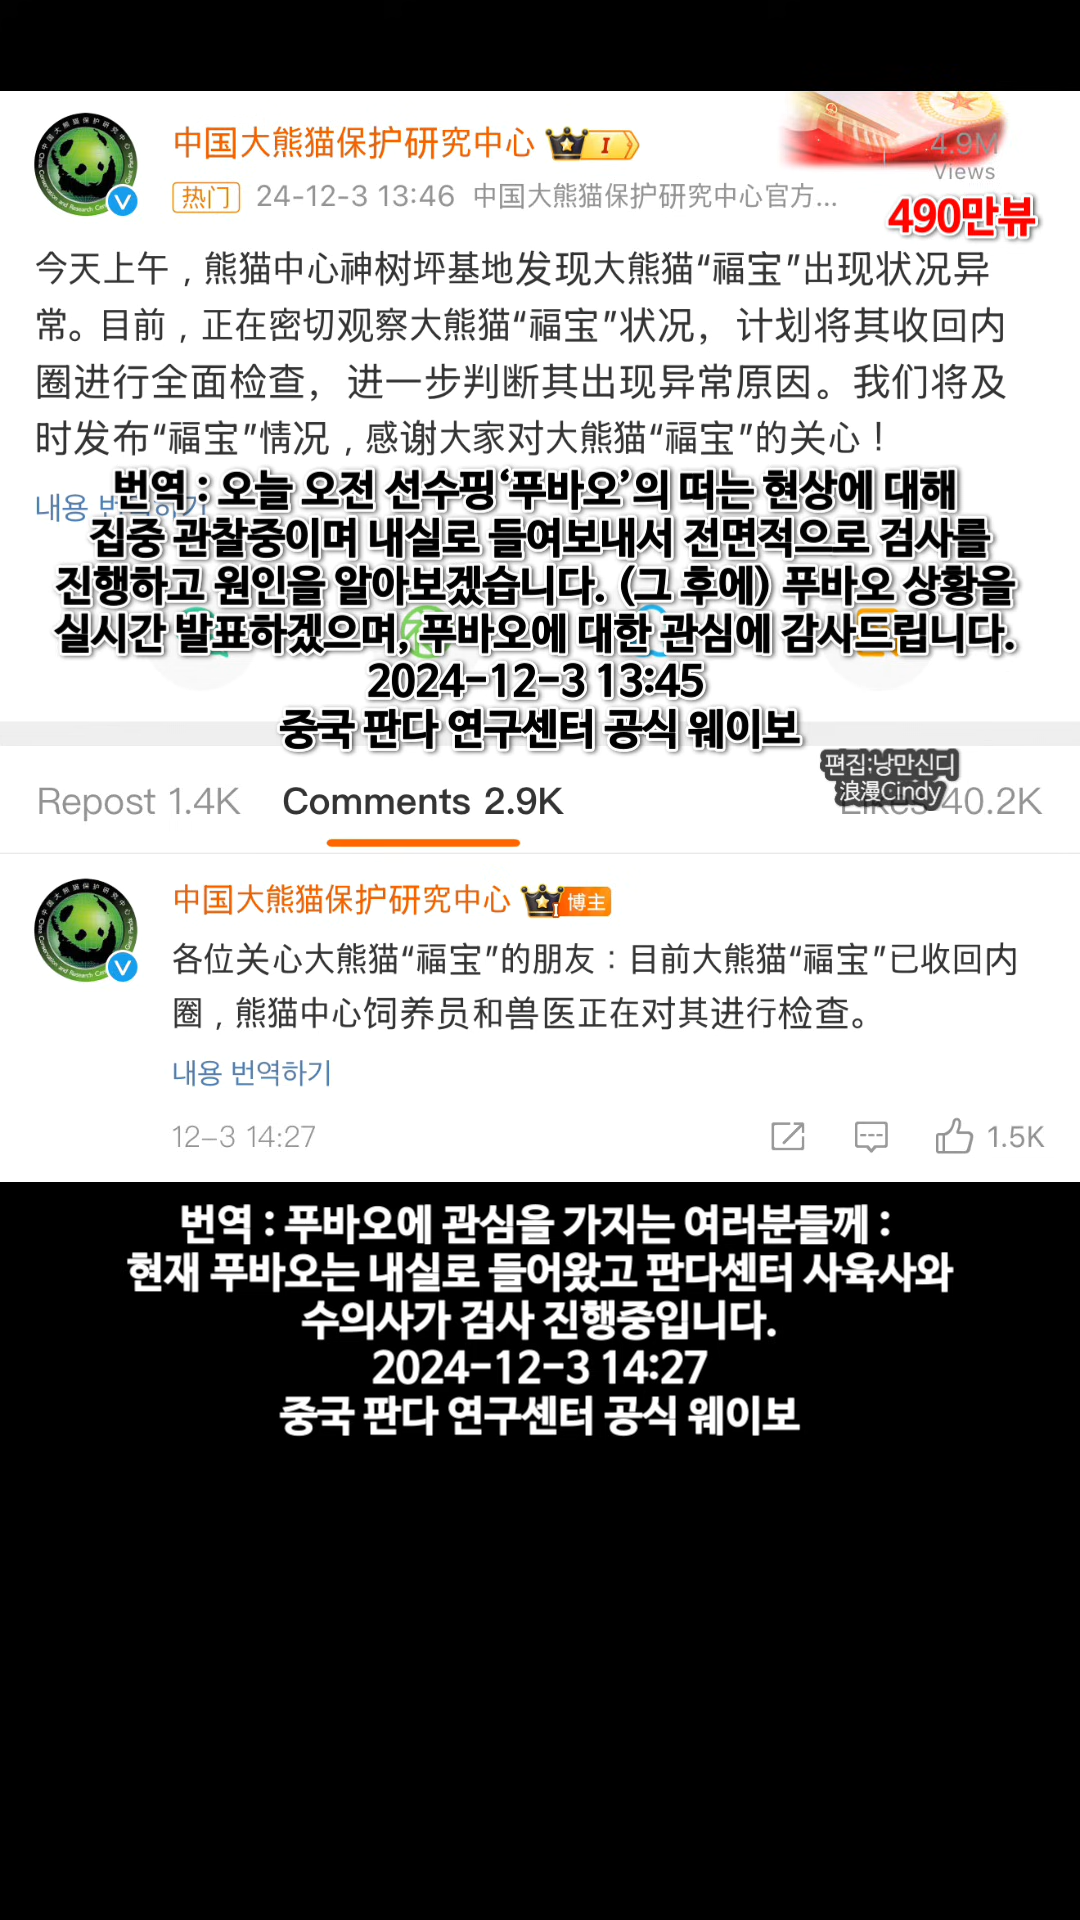 中国大熊猫保护研究中心 I
4.9M
Views
热门 24-12-3 13:46 中国大熊猫保护研究中心官方...
490만뷰
今天上午，熊猫中心神树坪基地发现大熊猫“福宝”出现状况异
常。目前，正在密切观察大熊猫“福宝”状况，计划将其收回内
圈进行全面检查，进一步判断其出现异常原因。我们将及
时发布“福宝”情况，感谢大家对大熊猫“福宝”的关心！
내용 번역하기
번역 : 오늘 오전 선수핑‘푸바오’의 떠는 현상에 대해
집중 관찰중이며 내실로 들여보내서 전면적으로 검사를
진행하고 원인을 알아보겠습니다. (그 후에) 푸바오 상황을
실시간 발표하겠으며, 푸바오에 대한 관심에 감사드립니다.
2024-12-3 13:45
중국 판다 연구센터 공식 웨이보
편집:낭만신디
浪漫Cindy
Repost 1.4K Comments 2.9K Likes 40.2K
中国大熊猫保护研究中心 I 博主
各位关心大熊猫“福宝”的朋友：目前大熊猫“福宝”已收回内
圈，熊猫中心饲养员和兽医正在对其进行检查。
내용 번역하기
12-3 14:27 1.5K
번역 : 푸바오에 관심을 가지는 여러분들께 :
현재 푸바오는 내실로 들어왔고 판다센터 사육사와
수의사가 검사 진행중입니다.
2024-12-3 14:27
중국 판다 연구센터 공식 웨이보